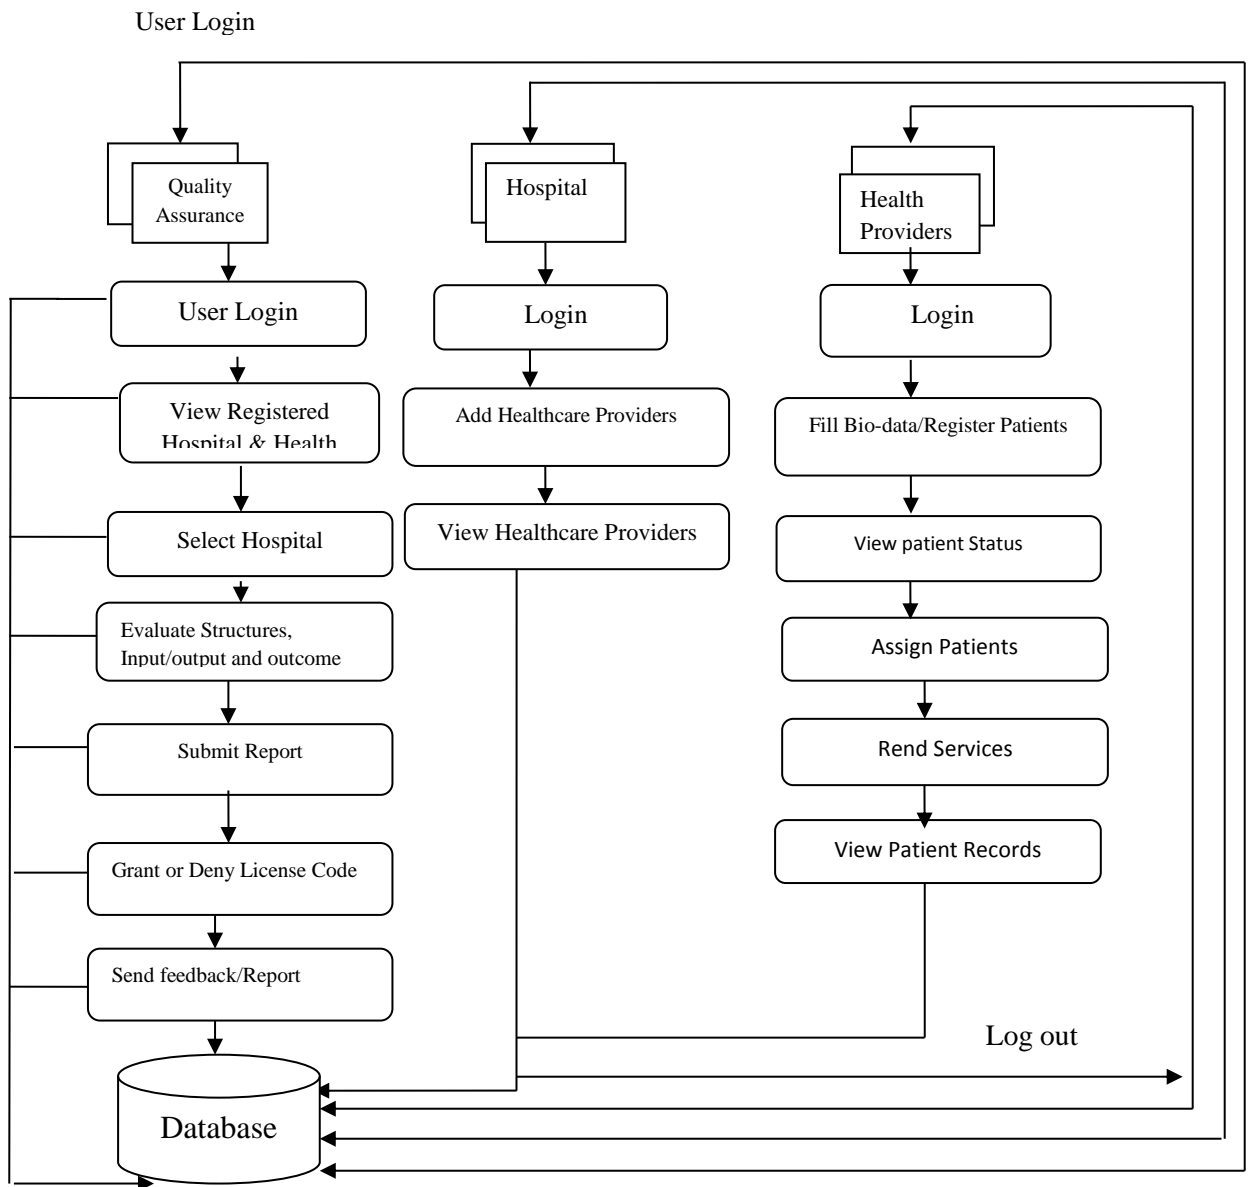 User Login
Quality
Assurance
User Login
View Registered
Hospital & Health
Select Hospital
Evaluate Structures,
Input/output and outcome
Submit Report
Grant or Deny License Code
Send feedback/Report
Database
Hospital
Login
Add Healthcare Providers
View Healthcare Providers
Health
Providers
Login
Fill Bio-data/Register Patients
View patient Status
Assign Patients
Rend Services
View Patient Records
Log out